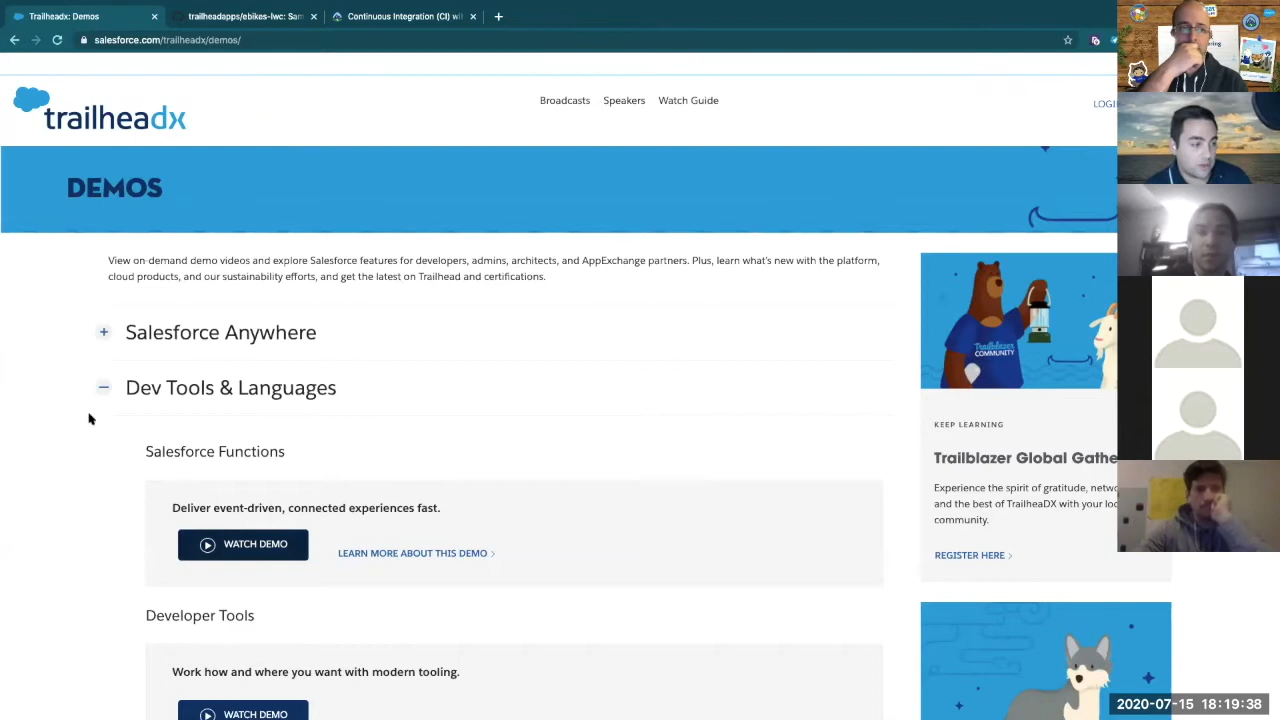 Trailheadx: Demos
trailheadapps/ebikes-lwc: Sam
Continuous Integration (CI) wi
salesforce.com/trailheadx/demos/
trailheadx
Broadcasts Speakers Watch Guide
LOGI
DEMOS
View on-demand demo videos and explore Salesforce features for developers, admins, architects, and AppExchange partners. Plus, learn what's new with the platform,
cloud products, and our sustainability efforts, and get the latest on Trailhead and certifications.
Salesforce Anywhere
Dev Tools & Languages
Salesforce Functions
Deliver event-driven, connected experiences fast.
WATCH DEMO
LEARN MORE ABOUT THIS DEMO
Developer Tools
Work how and where you want with modern tooling.
WATCH DEMO
Trailblazer
COMMUNITY
KEEP LEARNING
Trailblazer Global Gathe
Experience the spirit of gratitude, netwo
and the best of TrailheaDX with your loc
community.
REGISTER HERE
2020-07-15 18:19:38